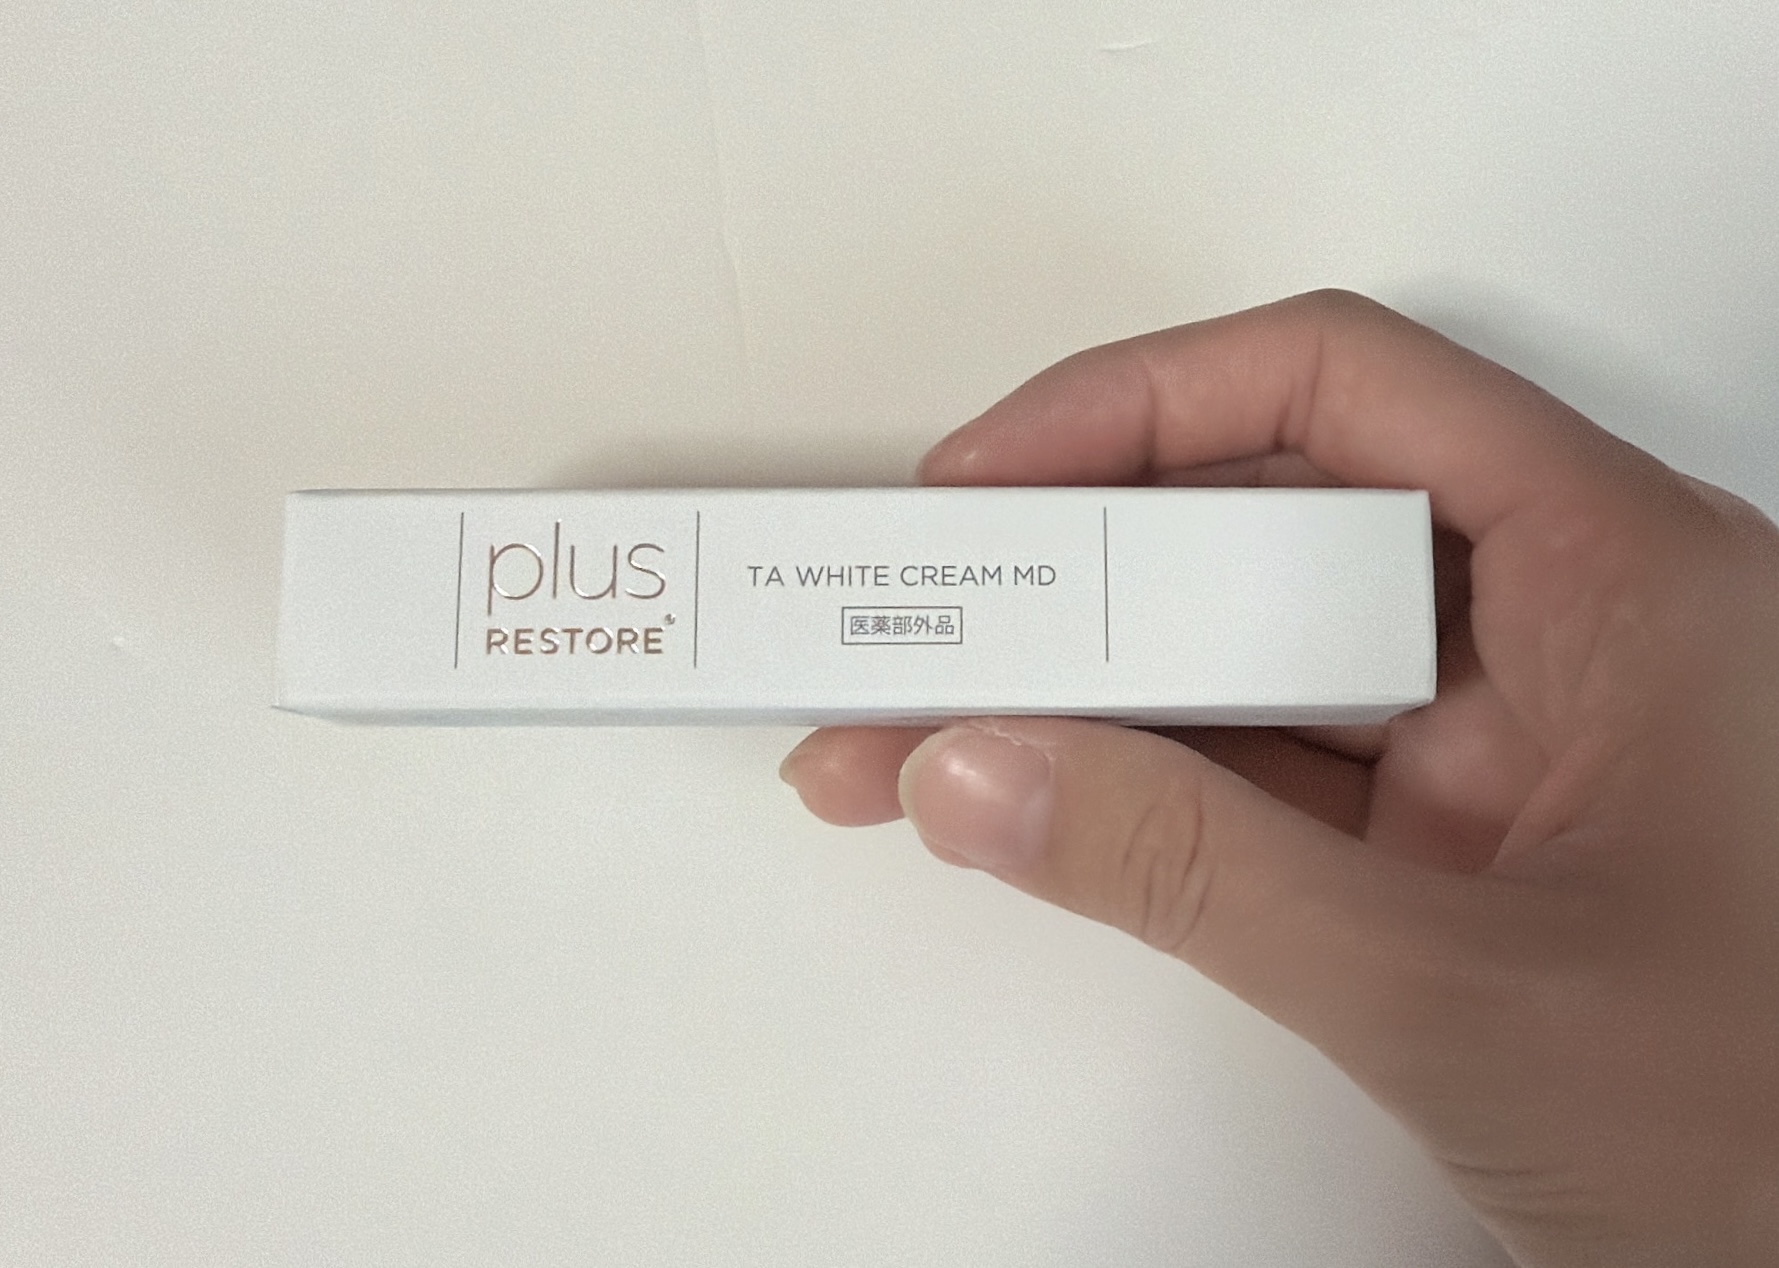 plus
RESTORE®
TA WHITE CREAM MD
医薬部外品